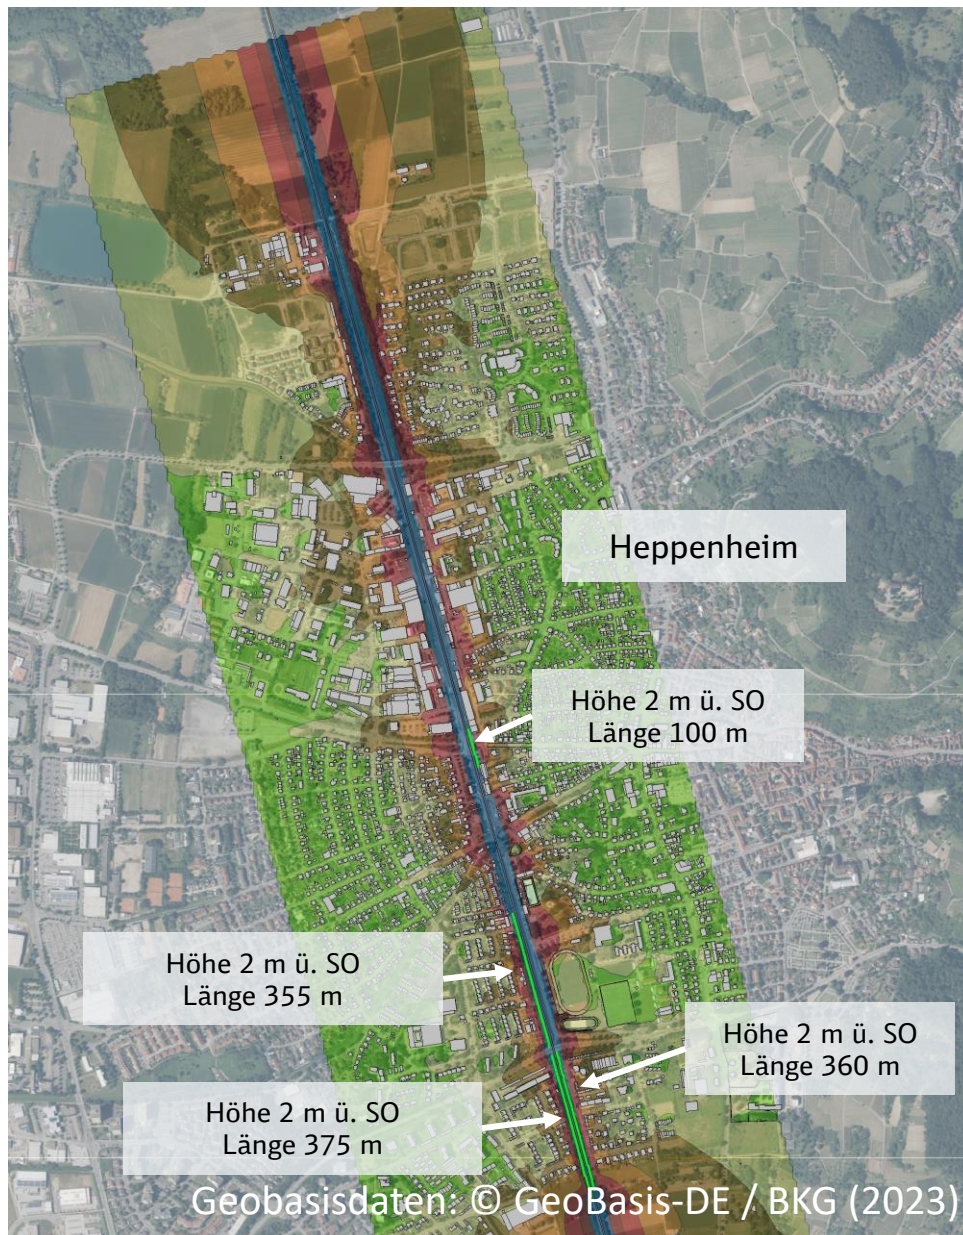 Heppenheim
Höhe 2 m ü. SO
Länge 100 m
Höhe 2 m ü. SO
Länge 355 m
Höhe 2 m ü. SO
Länge 360 m
Höhe 2 m ü. SO
Länge 375 m
Geobasisdaten: © GeoBasis-DE / BKG (2023)